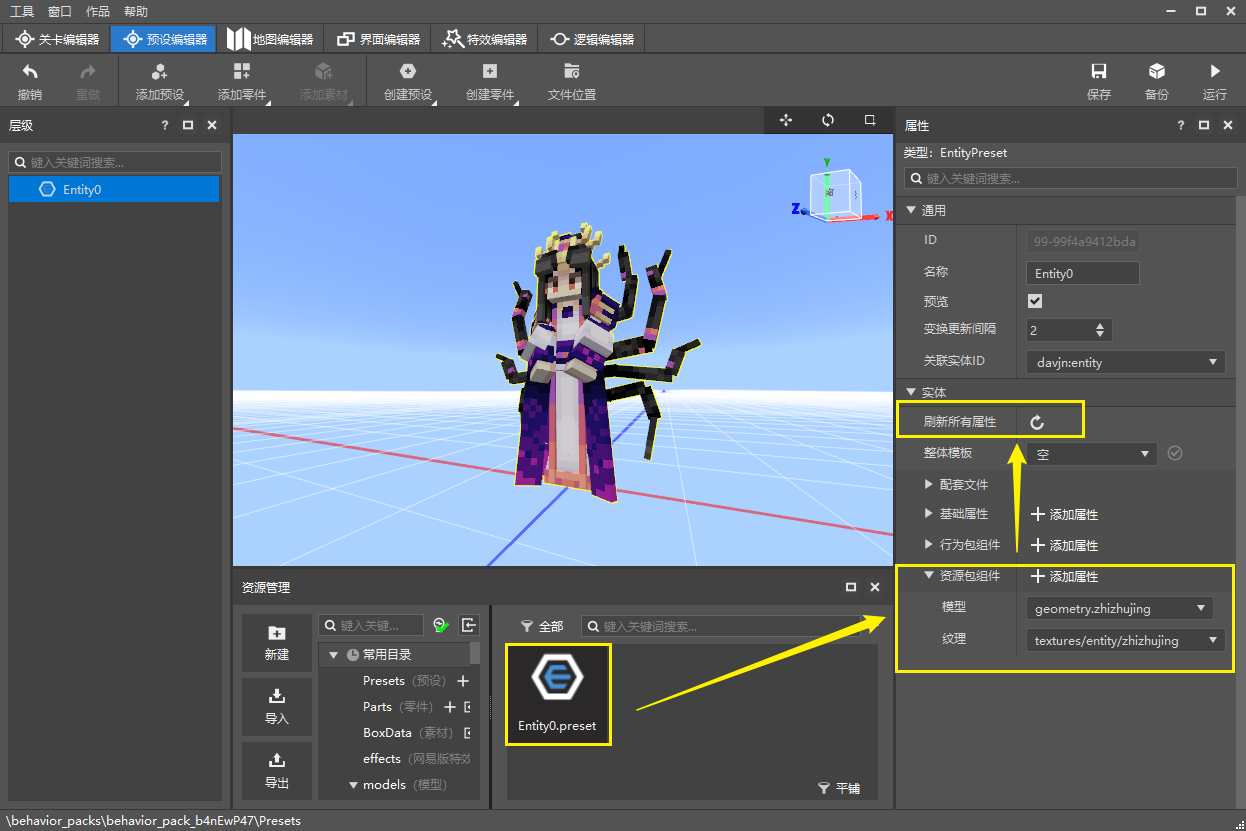 工具 窗口 作品 帮助
关卡编辑器 预设编辑器 地图编辑器 界面编辑器 特效编辑器 逻辑编辑器
撤销 重做 添加预设 添加零件 添加素材 创建预设 创建零件 文件位置 保存 备份 运行
层级 ?
键入关键词搜索...
Entity0
Y
Z
X
资源管理
新建
导入
导出
键入关键...
常用目录
Presets (预设)
Parts (零件)
BoxData (素材)
effects (网易版特效
models (模型)
全部
键入关键词搜索...
Entity0.preset
平铺
属性 ?
类型: EntityPreset
键入关键词搜索...
通用
ID 99-99f4a9412bda
名称 Entity0
预览
变换更新间隔 2
关联实体ID davjn:entity
实体
刷新所有属性
整体模板 空
配套文件
基础属性 添加属性
行为包组件 添加属性
资源包组件 添加属性
模型 geometry.zhizhujing
纹理 textures/entity/zhizhujing
\behavior_packs\behavior_pack_b4nEwP47\Presets